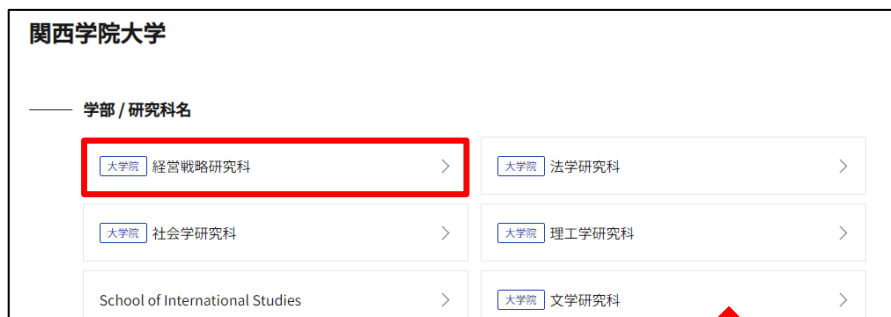 関西学院大学
学部 / 研究科名
大学院 経営戦略研究科
大学院 法学研究科
大学院 社会学研究科
大学院 理工学研究科
School of International Studies
大学院 文学研究科